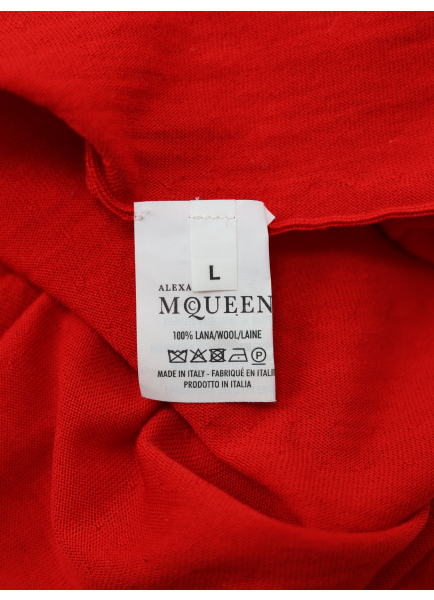 L
ALEXA
McQUEEN
100% LANA/WOOL/LAINE
MADE IN ITALY - FABRIQUÉ EN ITALIE
PRODOTTO IN ITALIA